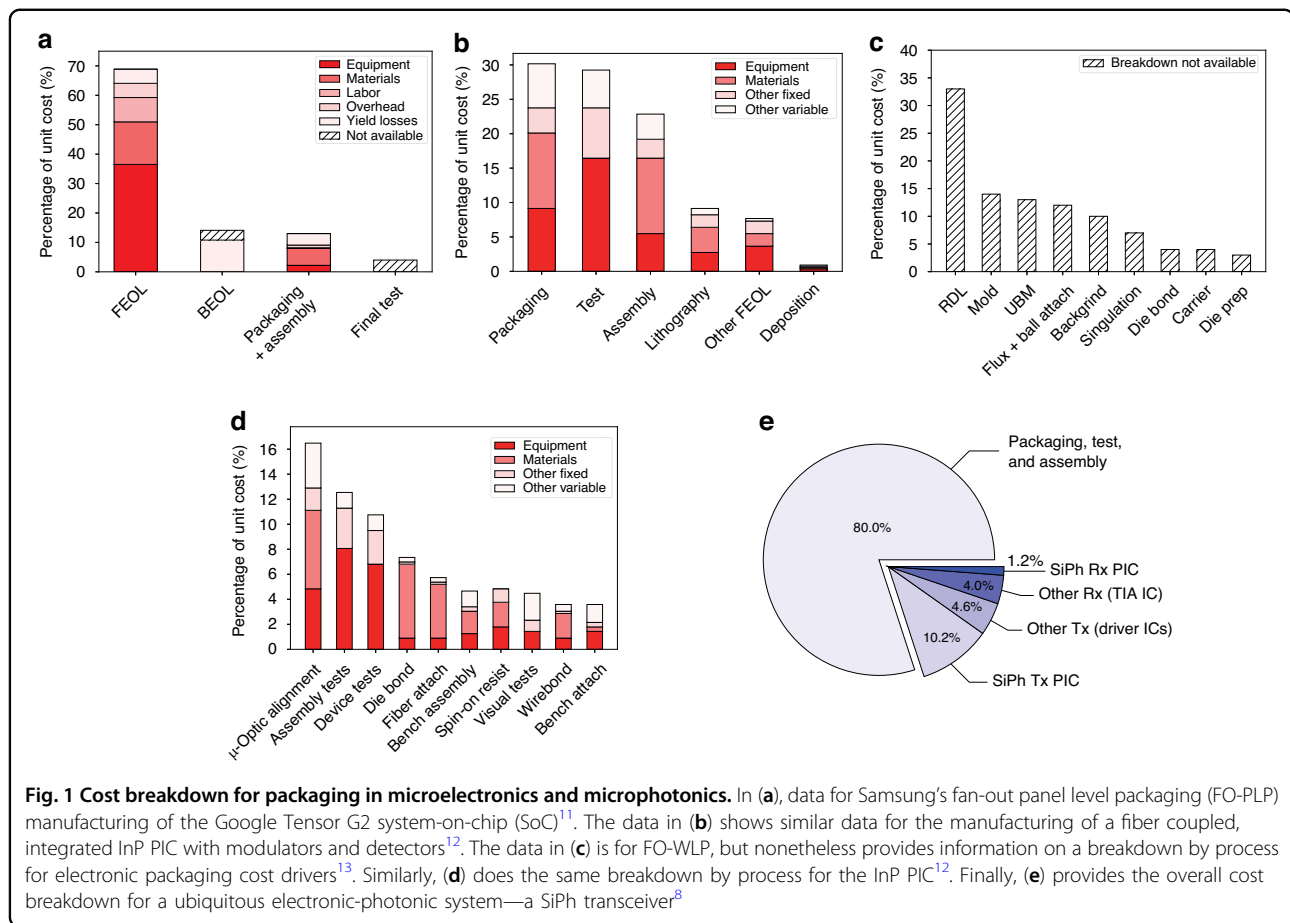 a
Percentage of unit cost (%)
70
60
50
40
30
20
10
0
Equipment
Materials
Labor
Overhead
Yield losses
Not available
FEOL
BEOL
Packaging
+ assembly
Final test
b
Percentage of unit cost (%)
30
25
20
15
10
5
0
Equipment
Materials
Other fixed
Other variable
Packaging
Test
Assembly
Lithography
Other FEOL
Deposition
c
Percentage of unit cost (%)
40
35
30
25
20
15
10
5
0
Breakdown not available
RDL
Mold
UBM
Flux + ball attach
Backgrind
Singulation
Die bond
Carrier
Die prep
d
Percentage of unit cost (%)
16
14
12
10
8
6
4
2
0
Equipment
Materials
Other fixed
Other variable
μ-Optic alignment
Assembly tests
Device tests
Die bond
Fiber attach
Bench assembly
Spin-on resist
Visual tests
Wirebond
Bench attach
e
Packaging, test,
and assembly
80.0%
1.2%
SiPh Rx PIC
4.0%
Other Rx (TIA IC)
4.6%
Other Tx (driver ICs)
10.2%
SiPh Tx PIC
Fig. 1 Cost breakdown for packaging in microelectronics and microphotonics. In (a), data for Samsung's fan-out panel level packaging (FO-PLP)
manufacturing of the Google Tensor G2 system-on-chip (SoC)11. The data in (b) shows similar data for the manufacturing of a fiber coupled,
integrated InP PIC with modulators and detectors12. The data in (c) is for FO-WLP, but nonetheless provides information on a breakdown by process
for electronic packaging cost drivers13. Similarly, (d) does the same breakdown by process for the InP PIC12. Finally, (e) provides the overall cost
breakdown for a ubiquitous electronic-photonic system—a SiPh transceiver8